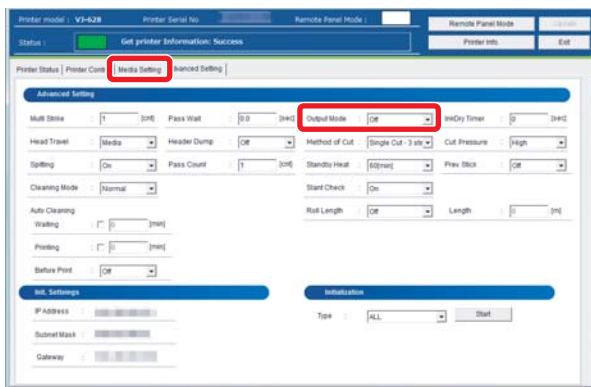 Printer model : VJ-628 Printer Serial No Remote Panel Mode : Remote Panel Mode
Status : Get printer Information: Success Printer Info. Exit
Printer Status Printer Control Media Setting Advanced Setting
Advanced Setting
Multi Strike : 1 [cnt] Pass Wait : 0.0 [sec] Output Mode : Off InkDry Timer : 0 [sec]
Head Travel : Media Header Dump : Off Method of Cut : Single Cut - 3 ste Cut Pressure : High
Spitting : On Pass Count : 1 [cnt] Standby Heat : 60[min] Prev. Stick : Off
Cleaning Mode : Normal Slant Check : On
Auto Cleaning Roll Length : Off Length : 0 [m]
Waiting : 0 [min]
Printing : 0 [min]
Before Print : Off
Init. Settings Initialization
IP Address : Type : ALL Start
Subnet Mask :
Gateway :